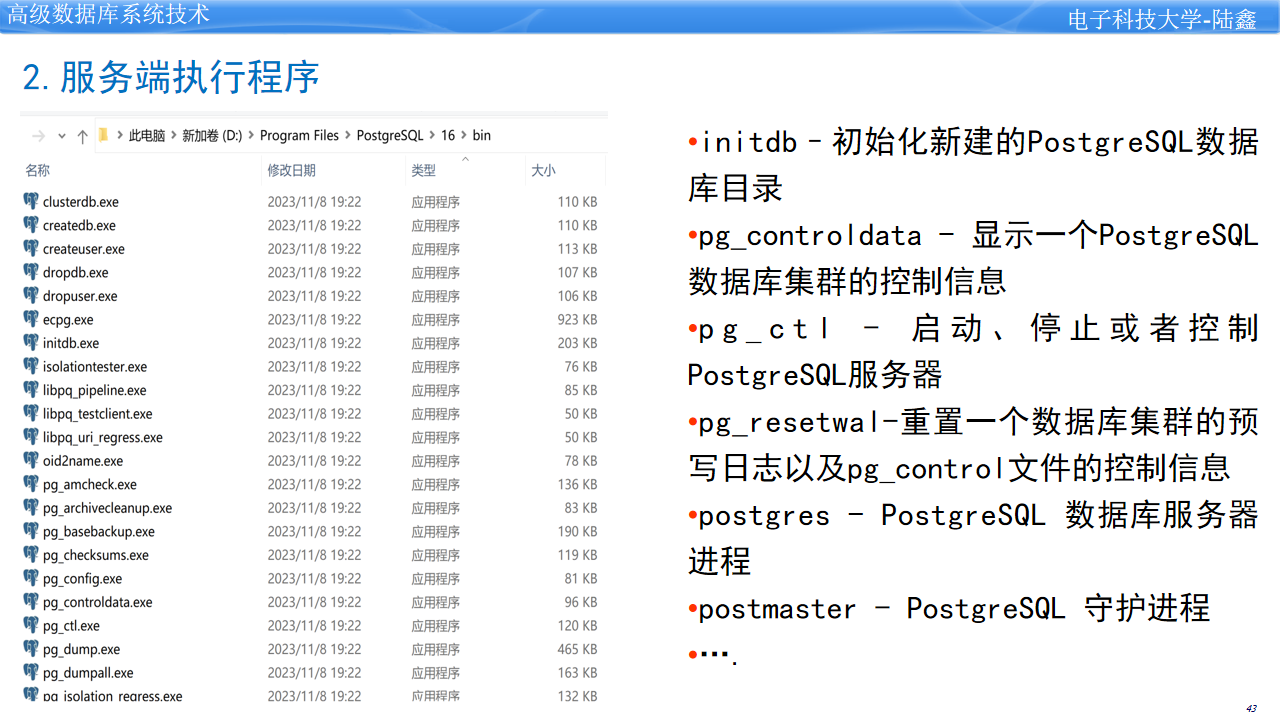 高级数据库系统技术
电子科技大学-陆鑫
2. 服务端执行程序
此电脑 > 新加卷 (D:) > Program Files > PostgreSQL > 16 > bin
名称 修改日期 类型 大小
clusterdb.exe 2023/11/8 19:22 应用程序 110 KB
createdb.exe 2023/11/8 19:22 应用程序 110 KB
createuser.exe 2023/11/8 19:22 应用程序 113 KB
dropdb.exe 2023/11/8 19:22 应用程序 107 KB
dropuser.exe 2023/11/8 19:22 应用程序 106 KB
ecpg.exe 2023/11/8 19:22 应用程序 923 KB
initdb.exe 2023/11/8 19:22 应用程序 203 KB
isolationtester.exe 2023/11/8 19:22 应用程序 76 KB
libpq_pipeline.exe 2023/11/8 19:22 应用程序 85 KB
libpq_testclient.exe 2023/11/8 19:22 应用程序 50 KB
libpq_uri_regress.exe 2023/11/8 19:22 应用程序 50 KB
oid2name.exe 2023/11/8 19:22 应用程序 78 KB
pg_amcheck.exe 2023/11/8 19:22 应用程序 136 KB
pg_archivecleanup.exe 2023/11/8 19:22 应用程序 83 KB
pg_basebackup.exe 2023/11/8 19:22 应用程序 190 KB
pg_checksums.exe 2023/11/8 19:22 应用程序 119 KB
pg_config.exe 2023/11/8 19:22 应用程序 81 KB
pg_controldata.exe 2023/11/8 19:22 应用程序 96 KB
pg_ctl.exe 2023/11/8 19:22 应用程序 120 KB
pg_dump.exe 2023/11/8 19:22 应用程序 465 KB
pg_dumpall.exe 2023/11/8 19:22 应用程序 163 KB
pg_isolation_regress.exe 2023/11/8 19:22 应用程序 132 KB
•initdb – 初始化新建的PostgreSQL数据
库目录
•pg_controldata – 显示一个PostgreSQL
数据库集群的控制信息
•pg_ctl – 启动、停止或者控制
PostgreSQL服务器
•pg_resetwal-重置一个数据库集群的预
写日志以及pg_control文件的控制信息
•postgres – PostgreSQL 数据库服务器
进程
•postmaster – PostgreSQL 守护进程
•….
43